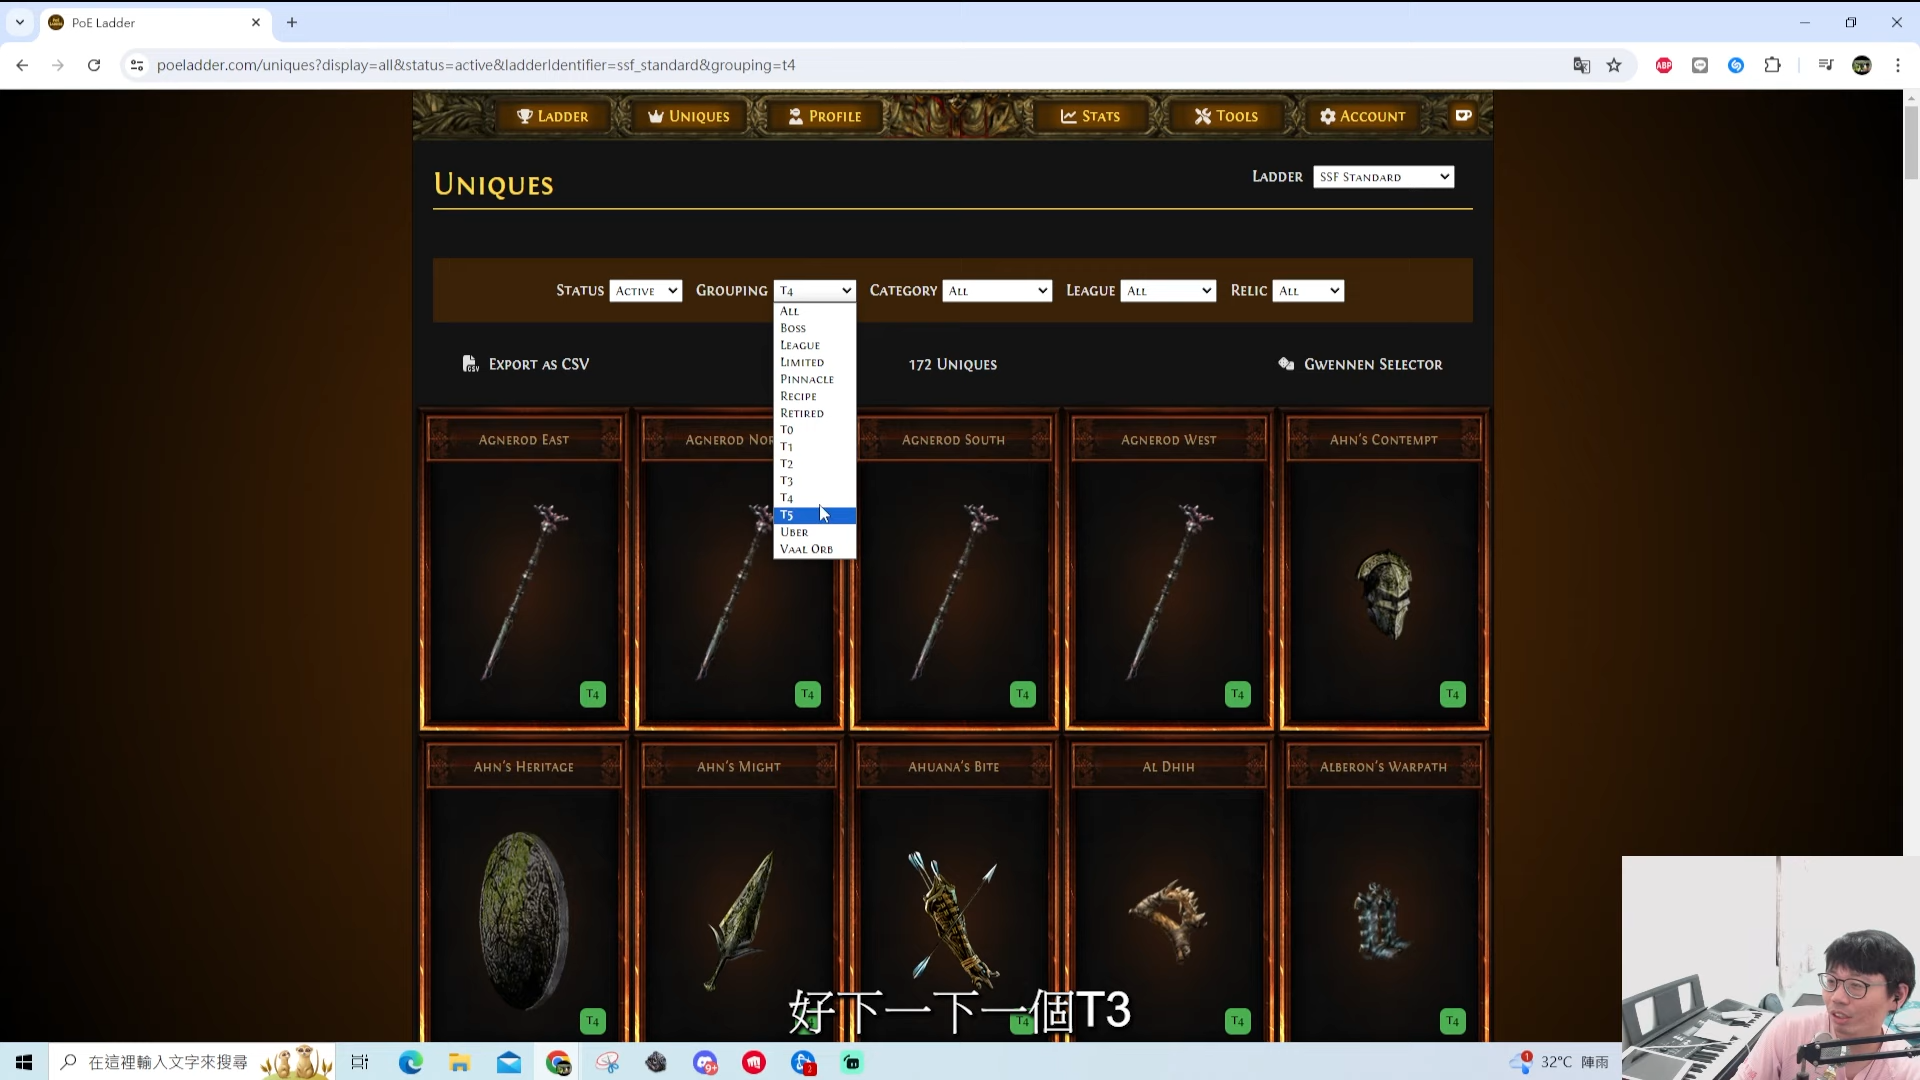 PoE Ladder
poeladder.com/uniques?display=all&status=active&ladderIdentifier=ssf_standard&grouping=t4
ABP
Ladder
Uniques
Profile
Stats
Tools
Account
Uniques
Ladder SSF Standard
Status Active Grouping T4 Category All League All Relic All
All
Boss
League
Limited
Pinnacle
Recipe
Retired
T0
T1
T2
T3
T4
T5
Uber
Vaal Orb
Export as CSV
172 Uniques
Gwennen Selector
Agnerod East
Agnerod Nor
Agnerod South
Agnerod West
Ahn's Contempt
T4
T4
T4
T4
T4
Ahn's Heritage
Ahn's Might
Ahuana's Bite
Al Dhih
Alberon's Warpath
T4
T4
T4
T4
好下一下一個T3
在這裡輸入文字來搜尋
9+
2
1
32°C 陣雨